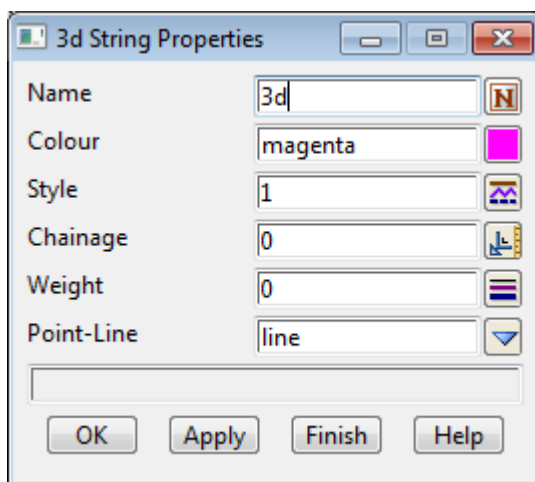 3d String Properties
Name 3d N
Colour magenta
Style 1
Chainage 0
Weight 0
Point-Line line
OK Apply Finish Help